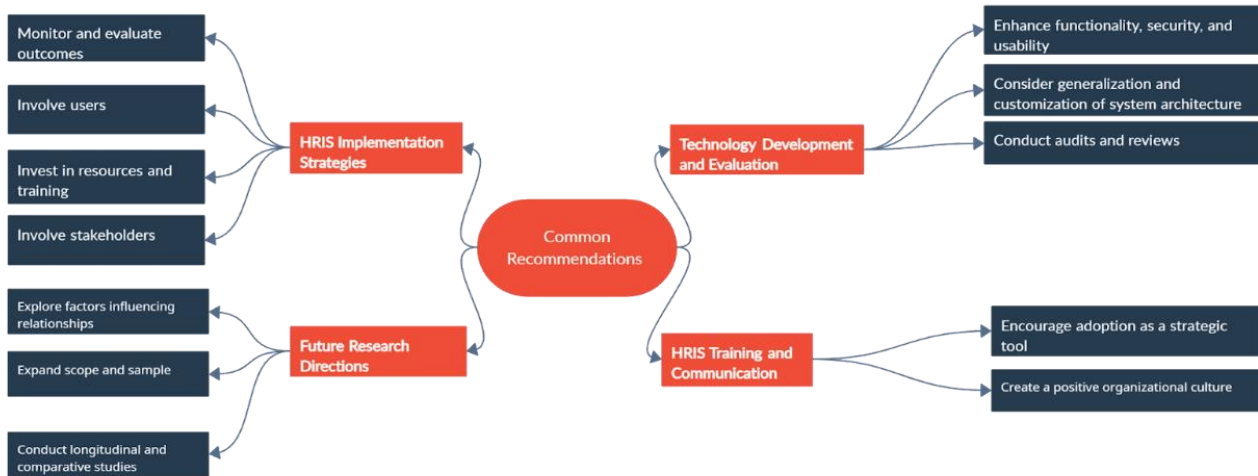 Monitor and evaluate
outcomes
Involve users
Invest in resources and
training
Involve stakeholders
HRIS Implementation
Strategies
Explore factors influencing
relationships
Expand scope and sample
Conduct longitudinal and
comparative studies
Future Research
Directions
Common
Recommendations
Technology Development
and Evaluation
Enhance functionality, security, and
usability
Consider generalization and
customization of system architecture
Conduct audits and reviews
HRIS Training and
Communication
Encourage adoption as a strategic
tool
Create a positive organizational culture